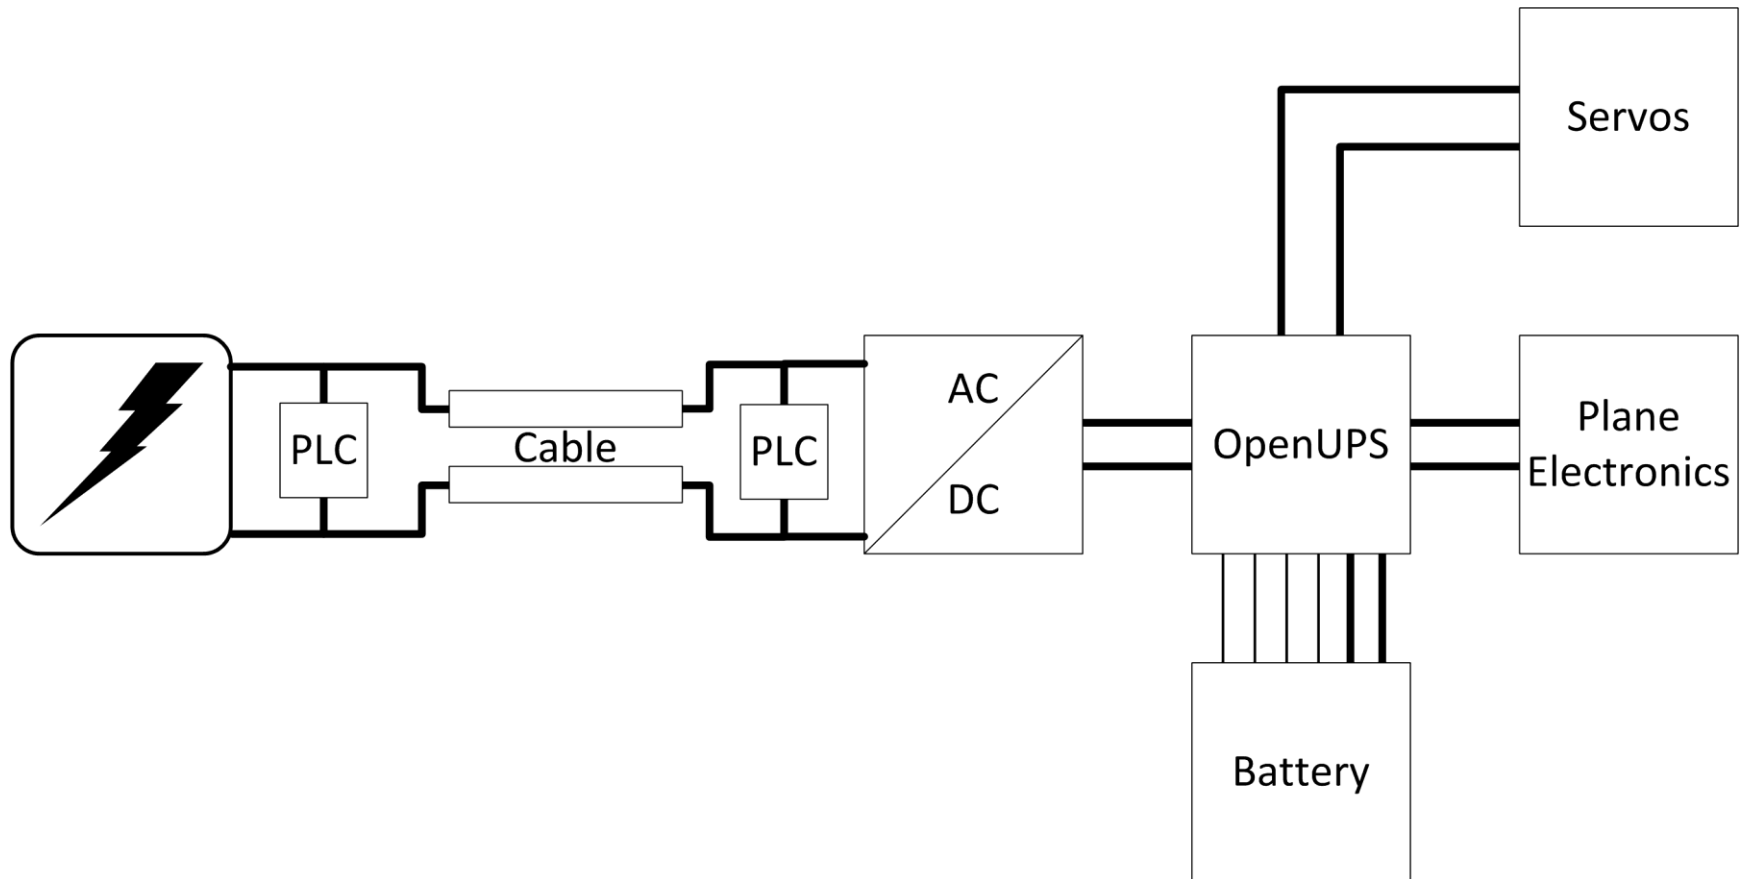 Servos
PLC
Cable
PLC
AC
DC
OpenUPS
Plane
Electronics
Battery